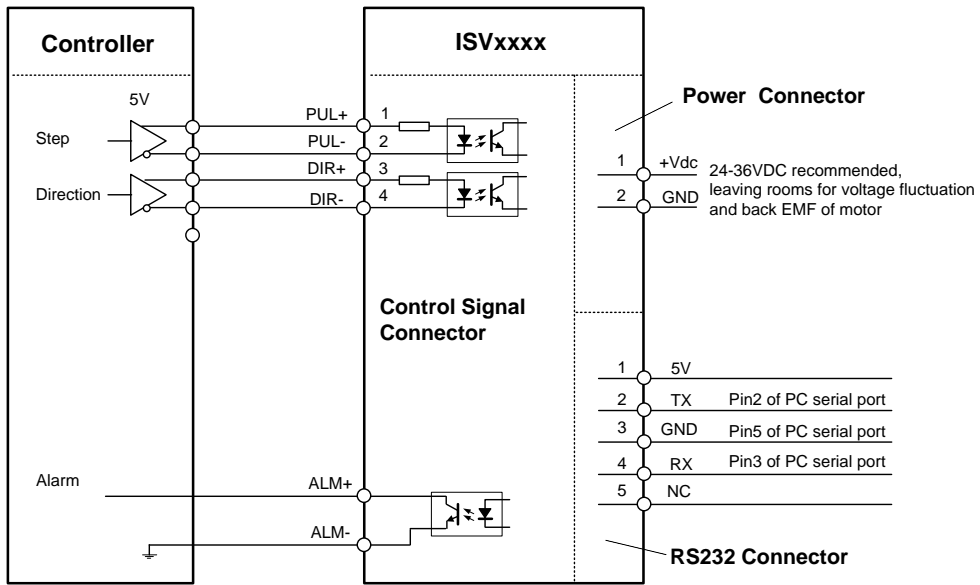 Controller
ISVxxxx
5V
Step
Direction
PUL+
PUL-
DIR+
DIR-
1
2
3
4
Power Connector
1 +Vdc
2 GND
24-36VDC recommended,
leaving rooms for voltage fluctuation
and back EMF of motor
Control Signal
Connector
1 5V
2 TX Pin2 of PC serial port
3 GND Pin5 of PC serial port
4 RX Pin3 of PC serial port
5 NC
Alarm
ALM+
ALM-
RS232 Connector